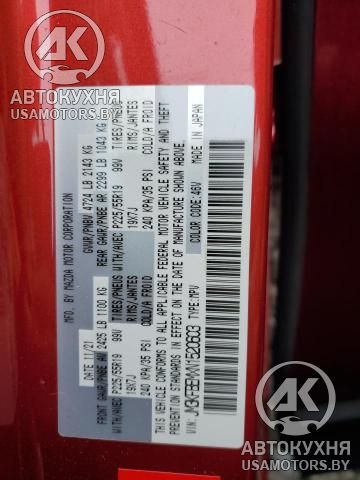 АК
АВТОКУХНЯ
USAMOTORS.BY
АК
АВТОКУХНЯ
USAMOTORS.BY
MFD BY MAZDA MOTOR CORPORATION
DATE: 11/21 GVWR/PNBV 4724 LB 2143 KG
FRONT GAWR/PNBE AV 2425 LB 1100 KG REAR GAWR/PNBE AR 2299 LB 1043 KG
WITH/AVEC P225/55R19 99V TIRES/PNEUS WITH/AVEC P225/55R19 99V TIRES/PNEUS
19X7J RIMS/JANTES 19X7J RIMS/JANTES
240 KPA/35 PSI COLD/A FROID 240 KPA/35 PSI COLD/A FROID
THIS VEHICLE CONFORMS TO ALL APPLICABLE FEDERAL MOTOR VEHICLE SAFETY, BUMPER, AND
THEFT PREVENTION STANDARDS IN EFFECT ON THE DATE OF MANUFACTURE SHOWN ABOVE.
TYPE:MPV COLOR CODE:46V MADE IN JAPAN